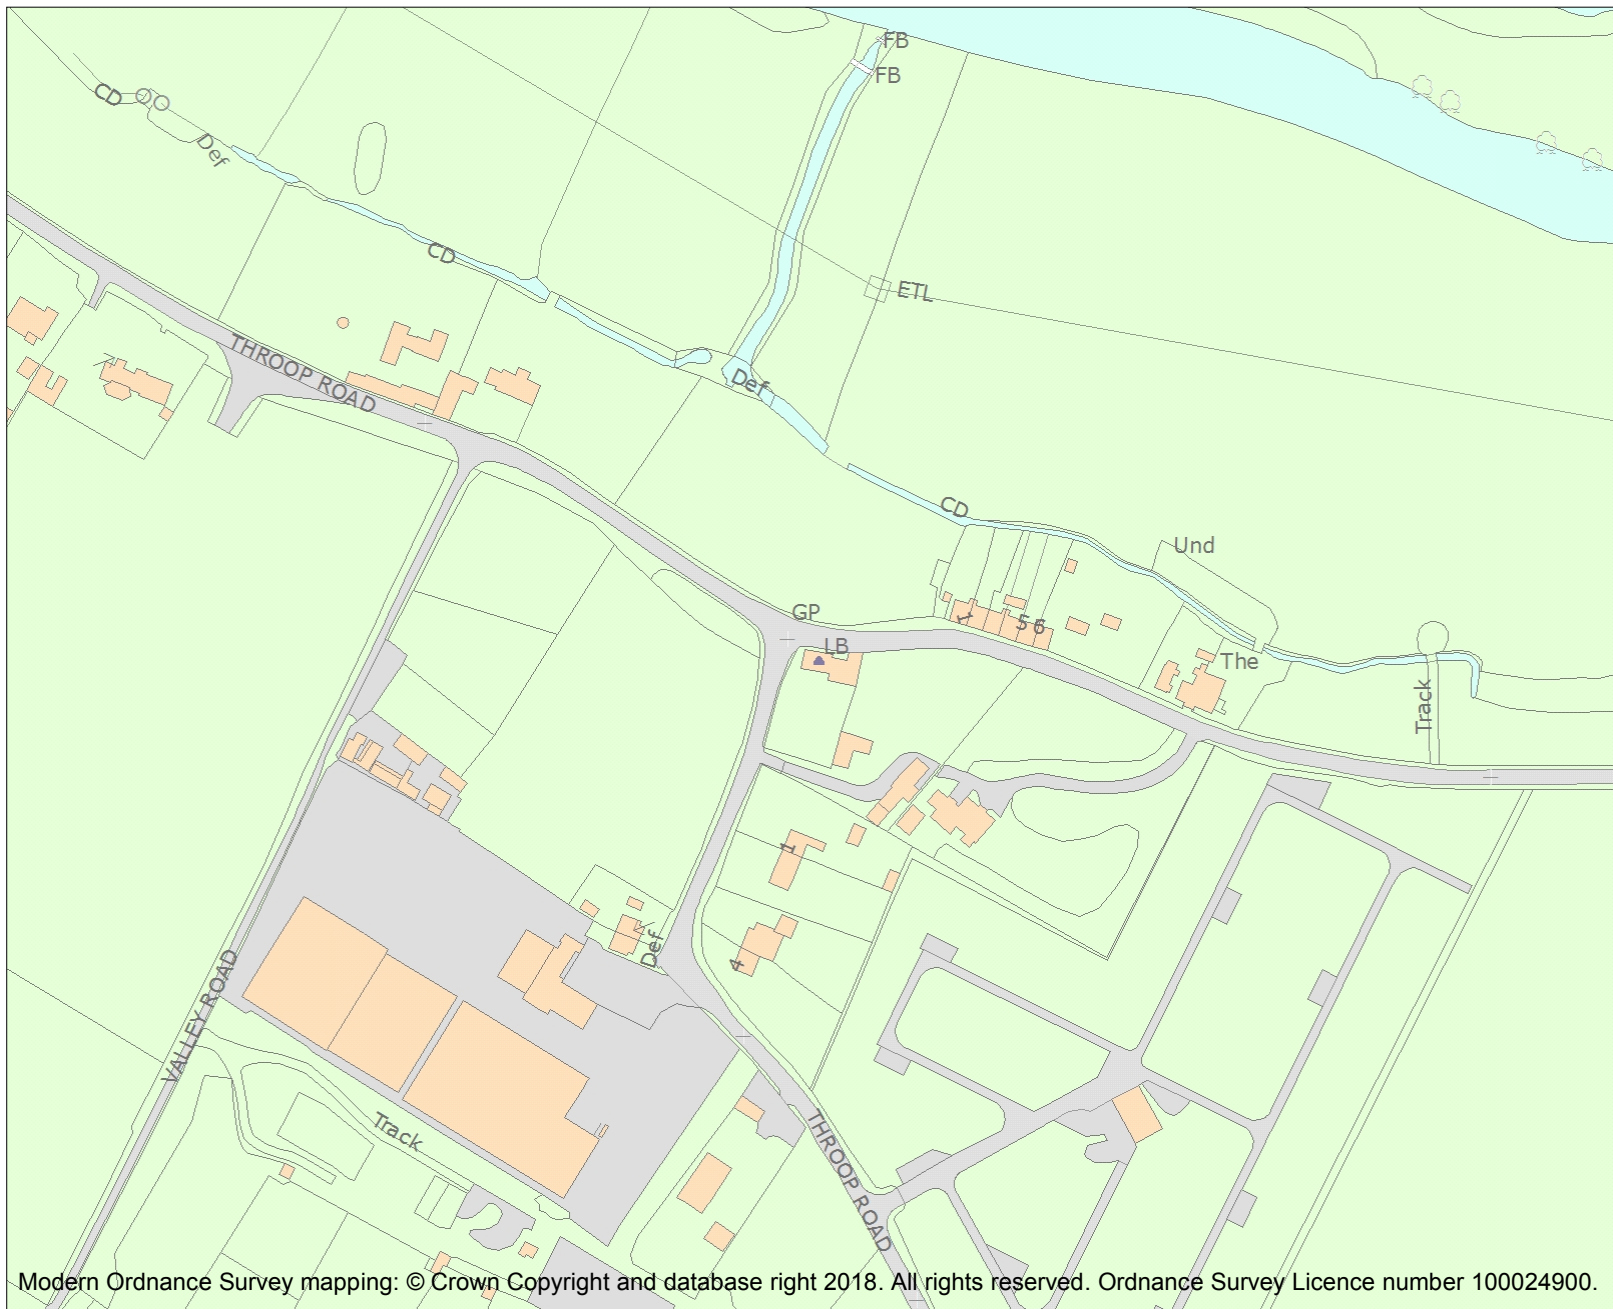 FB
FB
CD
Def
CD
ETL
THROOP ROAD
Def
CD
Und
GP
1
5 6
LB
The
Track
1
Def
4
VALLEY ROAD
Track
THROOP ROAD
Modern Ordnance Survey mapping: © Crown Copyright and database right 2018. All rights reserved. Ordnance Survey Licence number 100024900.